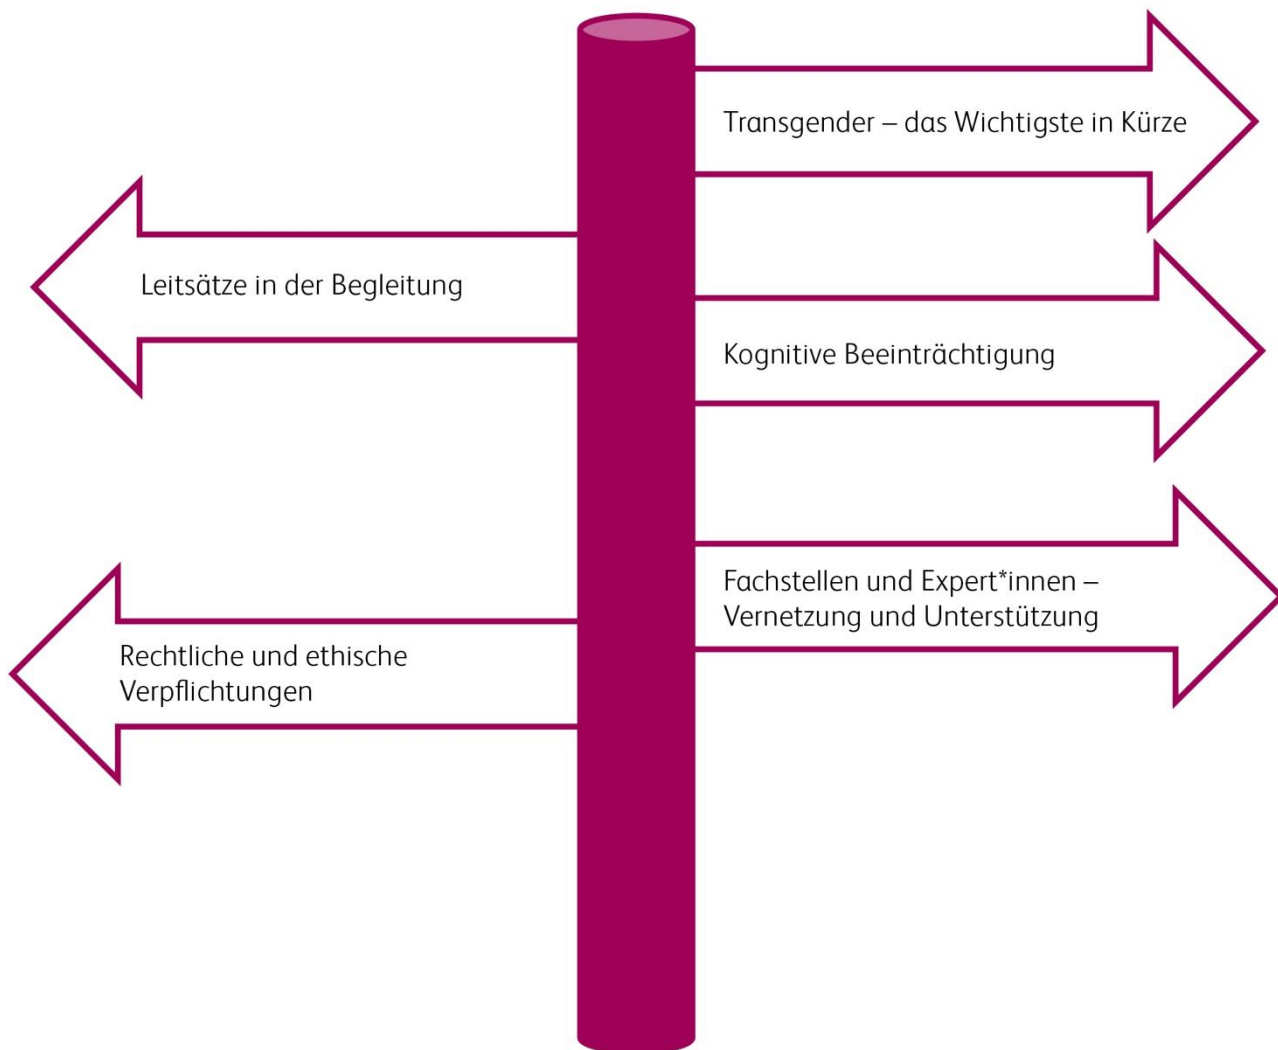 Transgender – das Wichtigste in Kürze
Leitsätze in der Begleitung
Kognitive Beeinträchtigung
Fachstellen und Expert*innen –
Vernetzung und Unterstützung
Rechtliche und ethische
Verpflichtungen